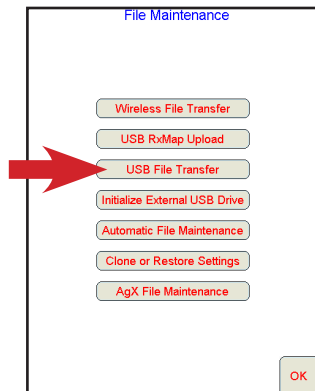 File Maintenance
Wireless File Transfer
USB RxMap Upload
USB File Transfer
Initialize External USB Drive
Automatic File Maintenance
Clone or Restore Settings
AgX File Maintenance
OK